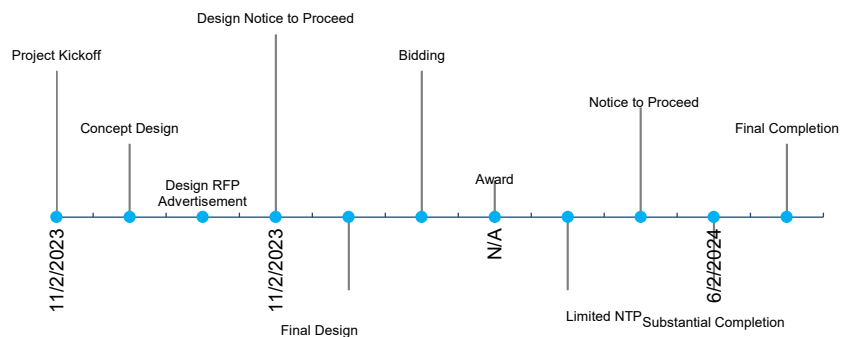 Design Notice to Proceed
Project Kickoff
Bidding
Notice to Proceed
Concept Design
Final Completion
Design RFP
Advertisement
Award
11/2/2023
11/2/2023
N/A
6/2/2024
Limited NTP
Substantial Completion
Final Design